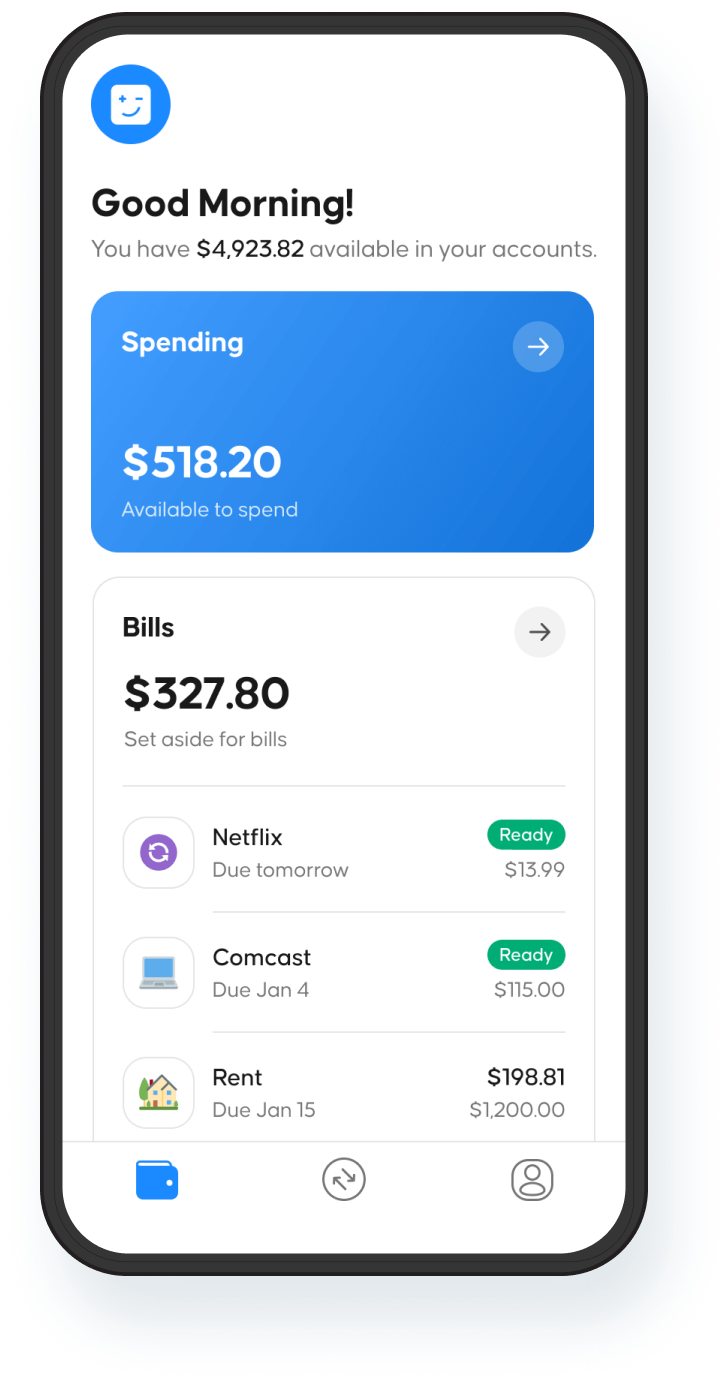 Good Morning!
You have $4,923.82 available in your accounts.
Spending
$518.20
Available to spend
Bills
$327.80
Set aside for bills
Netflix Ready
Due tomorrow $13.99
Comcast Ready
Due Jan 4 $115.00
Rent $198.81
Due Jan 15 $1,200.00